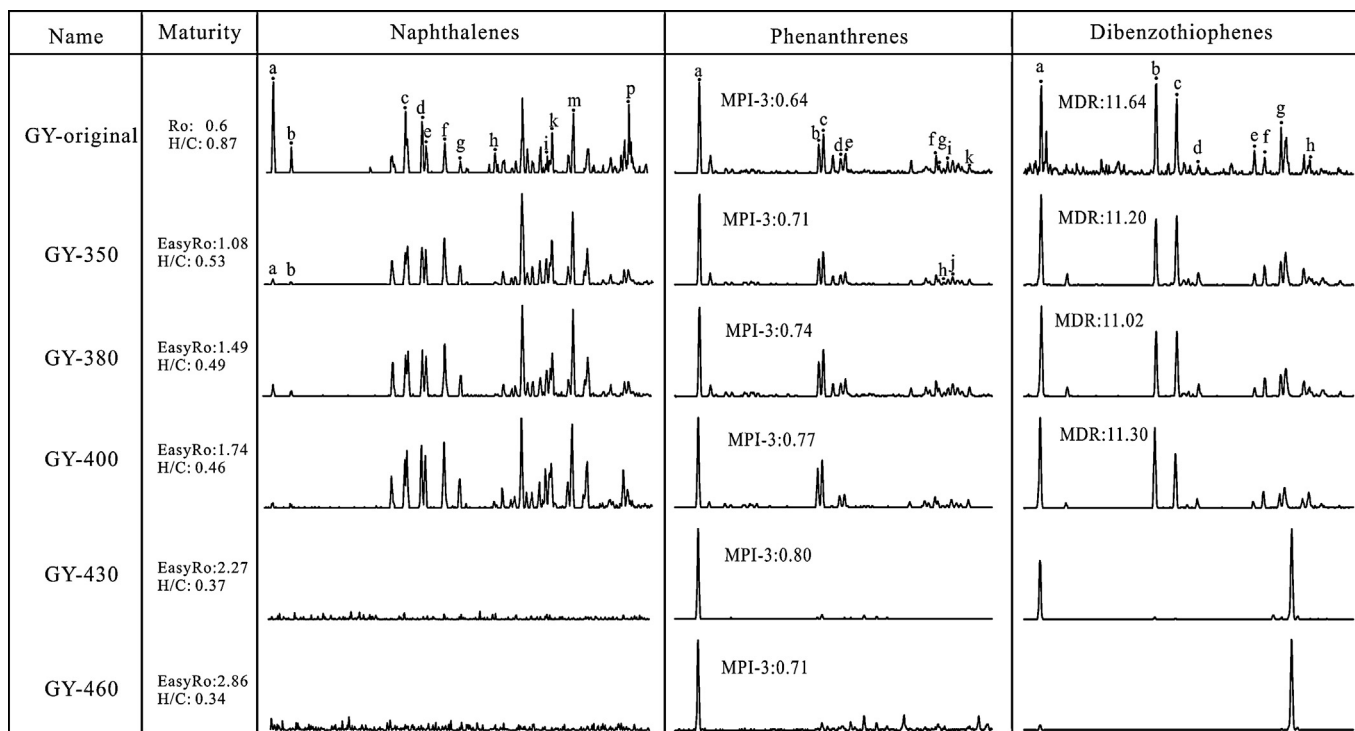 Name Maturity Naphthalenes Phenanthrenes Dibenzothiophenes
GY-original
Ro: 0.6
H/C: 0.87
a b c d e f g h i k m p
MPI-3:0.64
a b c d e f g i k
MDR:11.64
a b c d e f g h
GY-350
EasyRo:1.08
H/C: 0.53
a b
MPI-3:0.71
h j
MDR:11.20
GY-380
EasyRo:1.49
H/C: 0.49
MPI-3:0.74
MDR:11.02
GY-400
EasyRo:1.74
H/C: 0.46
MPI-3:0.77
MDR:11.30
GY-430
EasyRo:2.27
H/C: 0.37
MPI-3:0.80
GY-460
EasyRo:2.86
H/C: 0.34
MPI-3:0.71